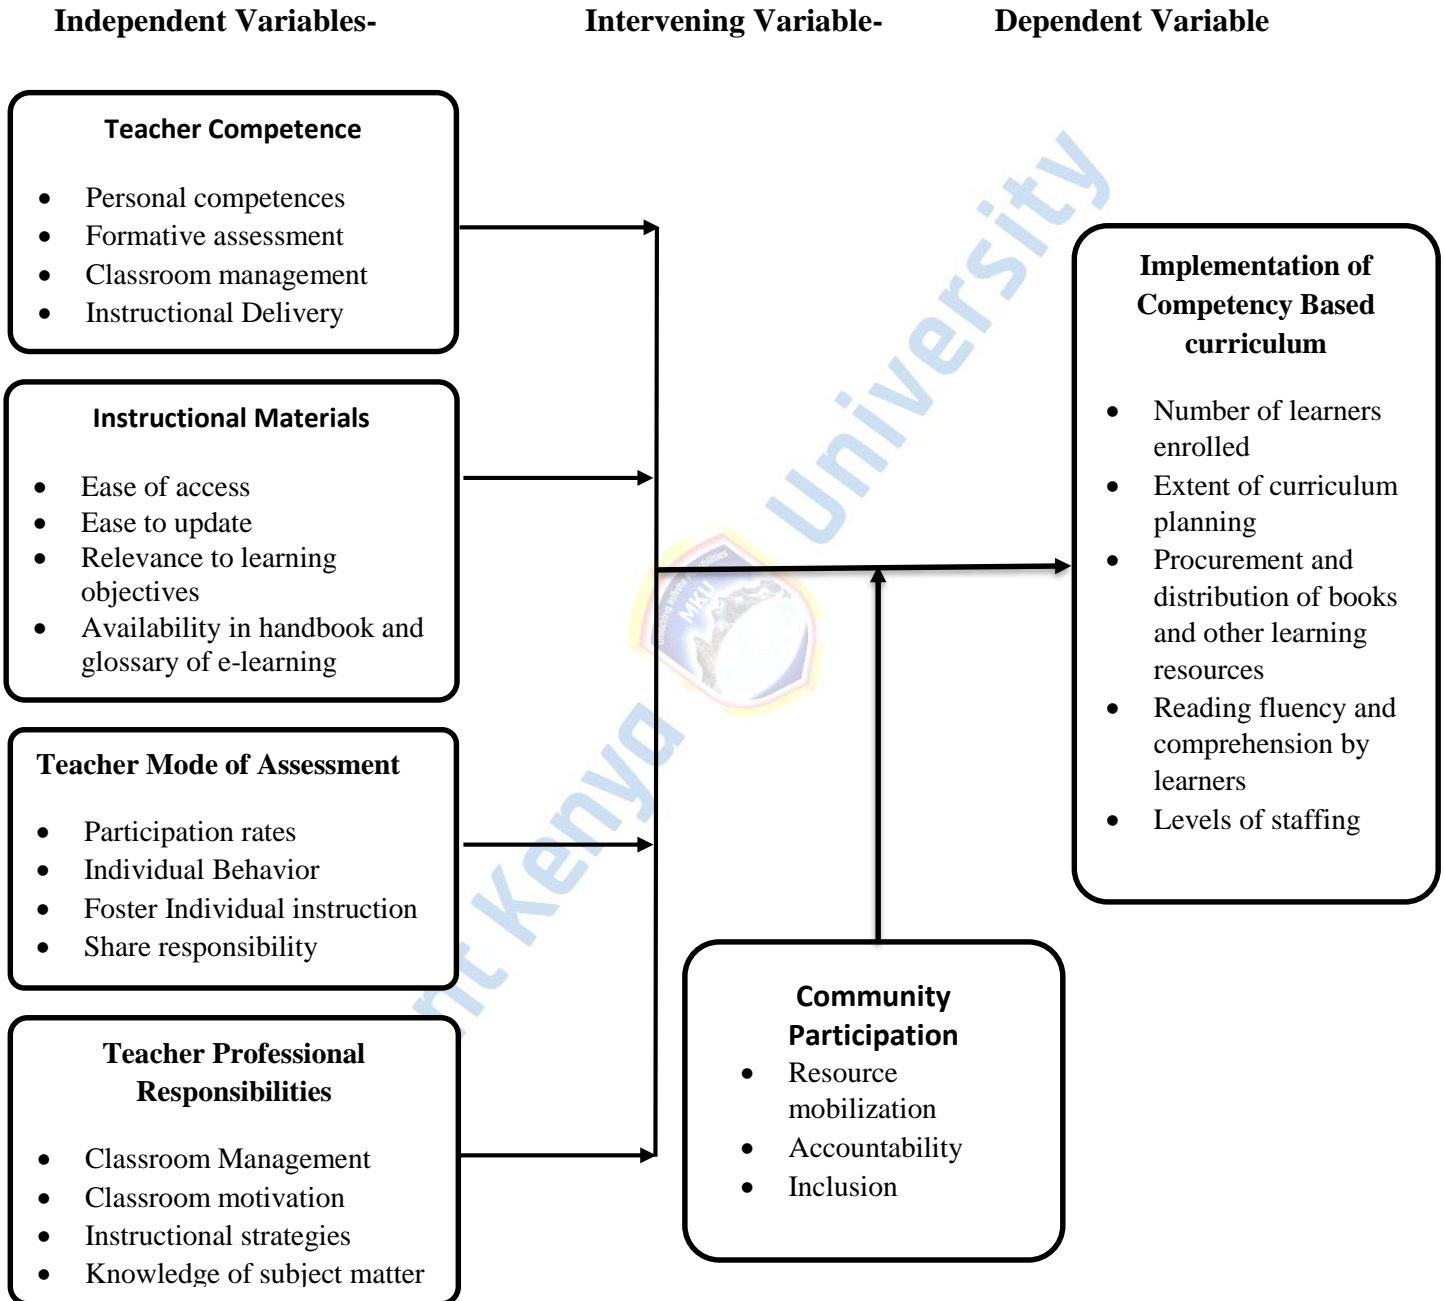 Independent Variables-
Intervening Variable-
Dependent Variable
Teacher Competence
• Personal competences
• Formative assessment
• Classroom management
• Instructional Delivery
Instructional Materials
• Ease of access
• Ease to update
• Relevance to learning
objectives
• Availability in handbook and
glossary of e-learning
Teacher Mode of Assessment
• Participation rates
• Individual Behavior
• Foster Individual instruction
• Share responsibility
Teacher Professional
Responsibilities
• Classroom Management
• Classroom motivation
• Instructional strategies
• Knowledge of subject matter
Community
Participation
• Resource
mobilization
• Accountability
• Inclusion
Implementation of
Competency Based
curriculum
• Number of learners
enrolled
• Extent of curriculum
planning
• Procurement and
distribution of books
and other learning
resources
• Reading fluency and
comprehension by
learners
• Levels of staffing
nt Kenya University
MKU